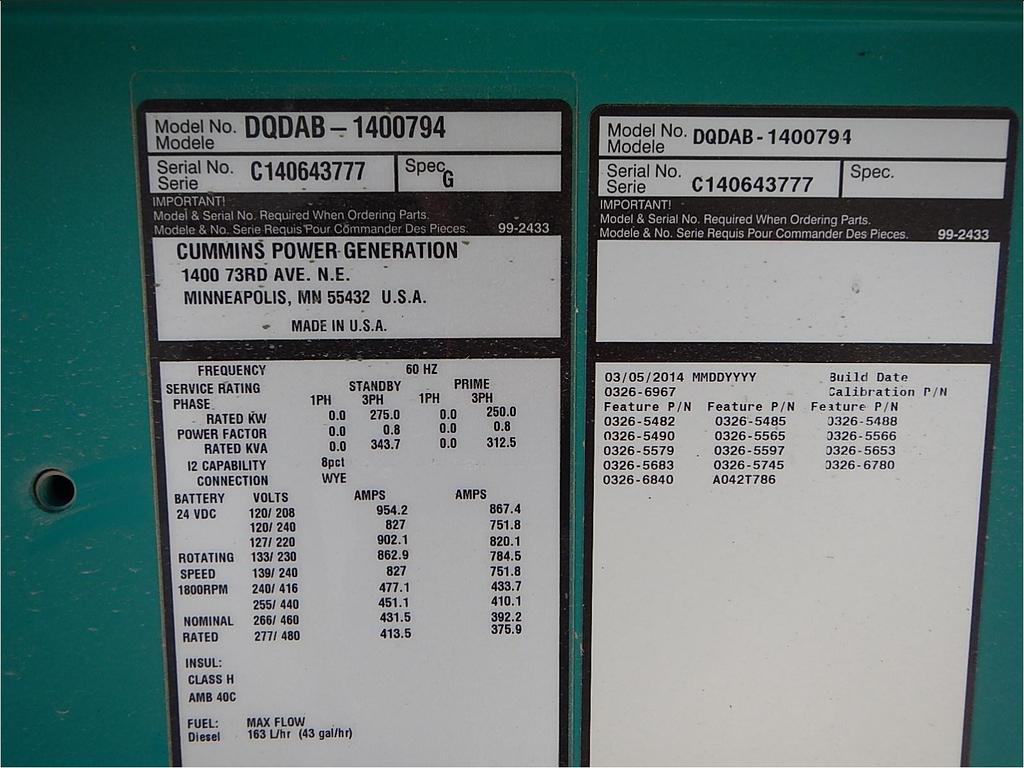 Model No. DQDAB – 1400794
Modele
Serial No. C140643777 Spec G
Serie
IMPORTANT!
Model & Serial No. Required When Ordering Parts.
Modele & No. Serie Requis Pour Commander Des Pieces. 99-2433
CUMMINS POWER GENERATION
1400 73RD AVE. N.E.
MINNEAPOLIS, MN 55432 U.S.A.
MADE IN U.S.A.
FREQUENCY 60 HZ
SERVICE RATING STANDBY PRIME
PHASE 1PH 3PH 1PH 3PH
RATED KW 0.0 275.0 0.0 250.0
POWER FACTOR 0.0 0.8 0.0 0.8
RATED KVA 0.0 343.7 0.0 312.5
I2 CAPABILITY 8pct
CONNECTION WYE
BATTERY VOLTS AMPS AMPS
24 VDC 120/ 208 954.2 867.4
120/ 240 827 751.8
127/ 220 902.1 820.1
ROTATING 133/ 230 862.9 784.5
SPEED 139/ 240 827 751.8
1800RPM 240/ 416 477.1 433.7
255/ 440 451.1 410.1
NOMINAL 266/ 460 431.5 392.2
RATED 277/ 480 413.5 375.9
INSUL:
CLASS H
AMB 40C
FUEL: MAX FLOW
Diesel 163 L/hr (43 gal/hr)
Model No. DQDAB - 1400794
Modele
Serial No. C140643777 Spec.
Serie
IMPORTANT!
Model & Serial No. Required When Ordering Parts.
Modele & No. Serie Requis Pour Commander Des Pieces. 99-2433
03/05/2014 MMDDYYYY Build Date
0326-6967 Calibration P/N
Feature P/N Feature P/N Feature P/N
0326-5482 0326-5485 0326-5488
0326-5490 0326-5565 0326-5566
0326-5579 0326-5597 0326-5653
0326-5683 0326-5745 0326-6780
0326-6840 A042T786